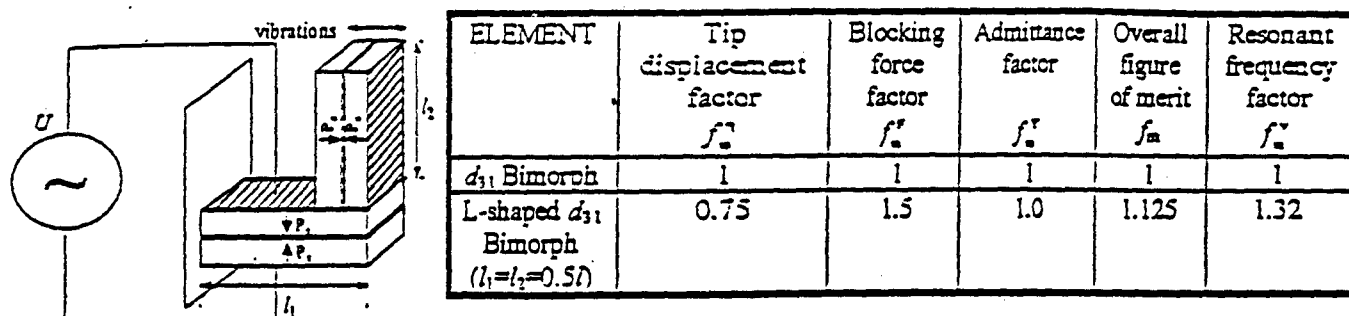 vibrations
U
l₂
P
P
l₁
ELEMENT Tip displacement factor Blocking force factor Admittance factor Overall figure of merit fm Resonant frequency factor
d₃₁ Bimorph 1 1 1 1 1
L-shaped d₃₁ Bimorph (l₁=l₂=0.5l) 0.75 1.5 1.0 1.125 1.32